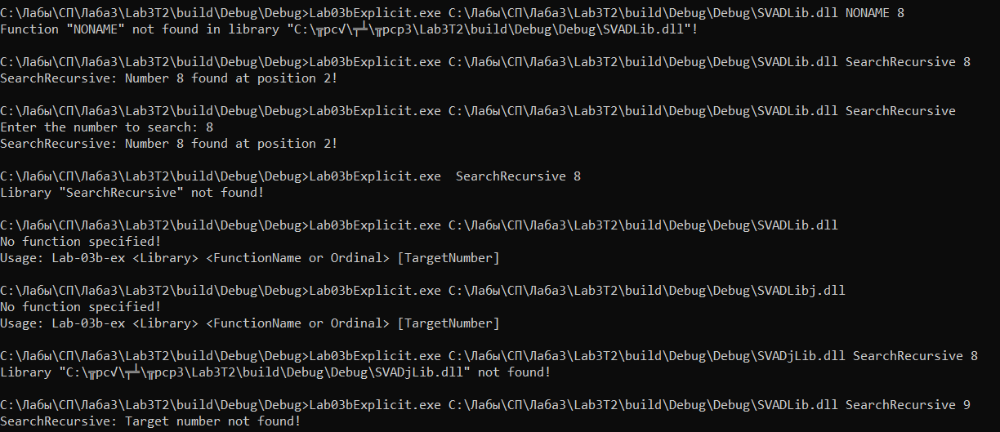 C:\Лабы\СП\Лаба3\Lab3T2\build\Debug\Debug>Lab03bExplicit.exe C:\Лабы\СП\Лаба3\Lab3T2\build\Debug\Debug\SVADLib.dll NONAME 8
Function "NONAME" not found in library "C:\╦рс√\╤╧\╦рср3\Lab3T2\build\Debug\Debug\SVADLib.dll"!
C:\Лабы\СП\Лаба3\Lab3T2\build\Debug\Debug>Lab03bExplicit.exe C:\Лабы\СП\Лаба3\Lab3T2\build\Debug\Debug\SVADLib.dll SearchRecursive 8
SearchRecursive: Number 8 found at position 2!
C:\Лабы\СП\Лаба3\Lab3T2\build\Debug\Debug>Lab03bExplicit.exe C:\Лабы\СП\Лаба3\Lab3T2\build\Debug\Debug\SVADLib.dll SearchRecursive
Enter the number to search: 8
SearchRecursive: Number 8 found at position 2!
C:\Лабы\СП\Лаба3\Lab3T2\build\Debug\Debug>Lab03bExplicit.exe  SearchRecursive 8
Library "SearchRecursive" not found!
C:\Лабы\СП\Лаба3\Lab3T2\build\Debug\Debug>Lab03bExplicit.exe C:\Лабы\СП\Лаба3\Lab3T2\build\Debug\Debug\SVADLib.dll
No function specified!
Usage: Lab-03b-ex <Library> <FunctionName or Ordinal> [TargetNumber]
C:\Лабы\СП\Лаба3\Lab3T2\build\Debug\Debug>Lab03bExplicit.exe C:\Лабы\СП\Лаба3\Lab3T2\build\Debug\Debug\SVADLibj.dll
No function specified!
Usage: Lab-03b-ex <Library> <FunctionName or Ordinal> [TargetNumber]
C:\Лабы\СП\Лаба3\Lab3T2\build\Debug\Debug>Lab03bExplicit.exe C:\Лабы\СП\Лаба3\Lab3T2\build\Debug\Debug\SVADjLib.dll SearchRecursive 8
Library "C:\╦рс√\╤╧\╦рср3\Lab3T2\build\Debug\Debug\SVADjLib.dll" not found!
C:\Лабы\СП\Лаба3\Lab3T2\build\Debug\Debug>Lab03bExplicit.exe C:\Лабы\СП\Лаба3\Lab3T2\build\Debug\Debug\SVADLib.dll SearchRecursive 9
SearchRecursive: Target number not found!